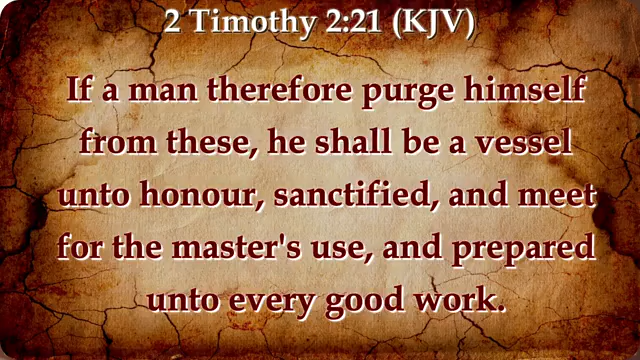 2 Timothy 2:21 (KJV)
If a man therefore purge himself
from these, he shall be a vessel
unto honour, sanctified, and meet
for the master's use, and prepared
unto every good work.